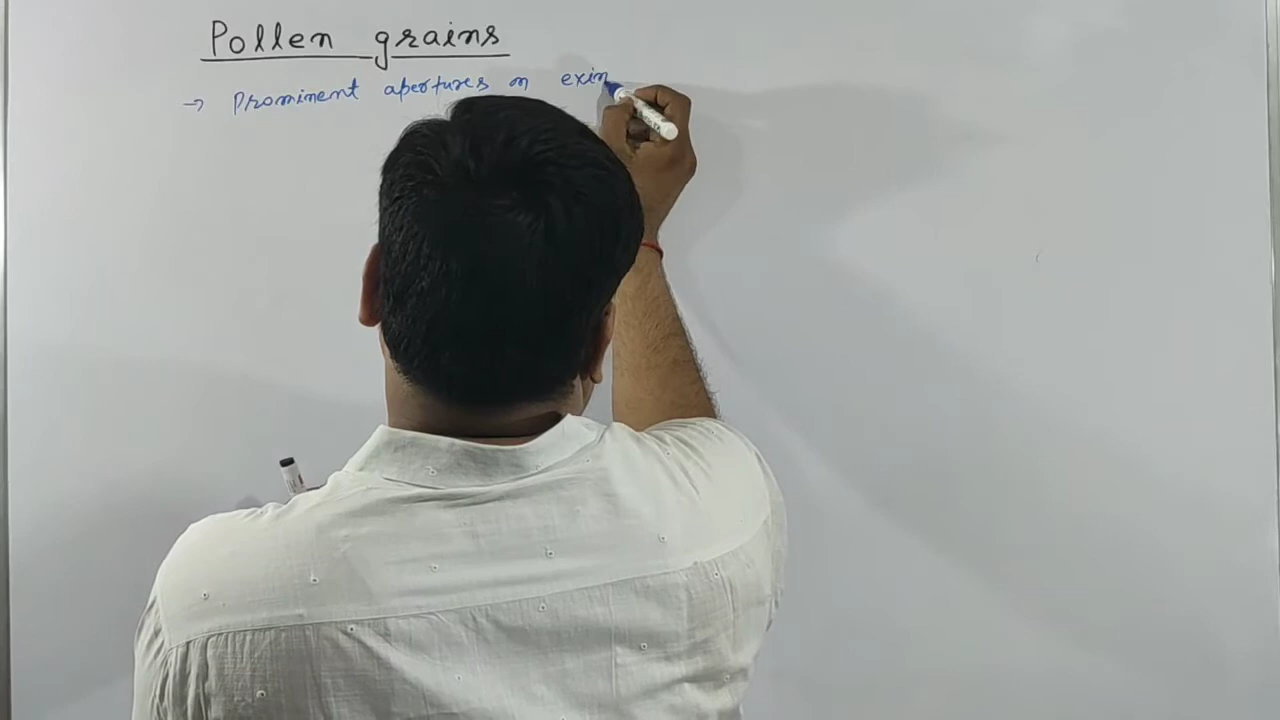 Pollen grains
→ Prominent apertures on exin